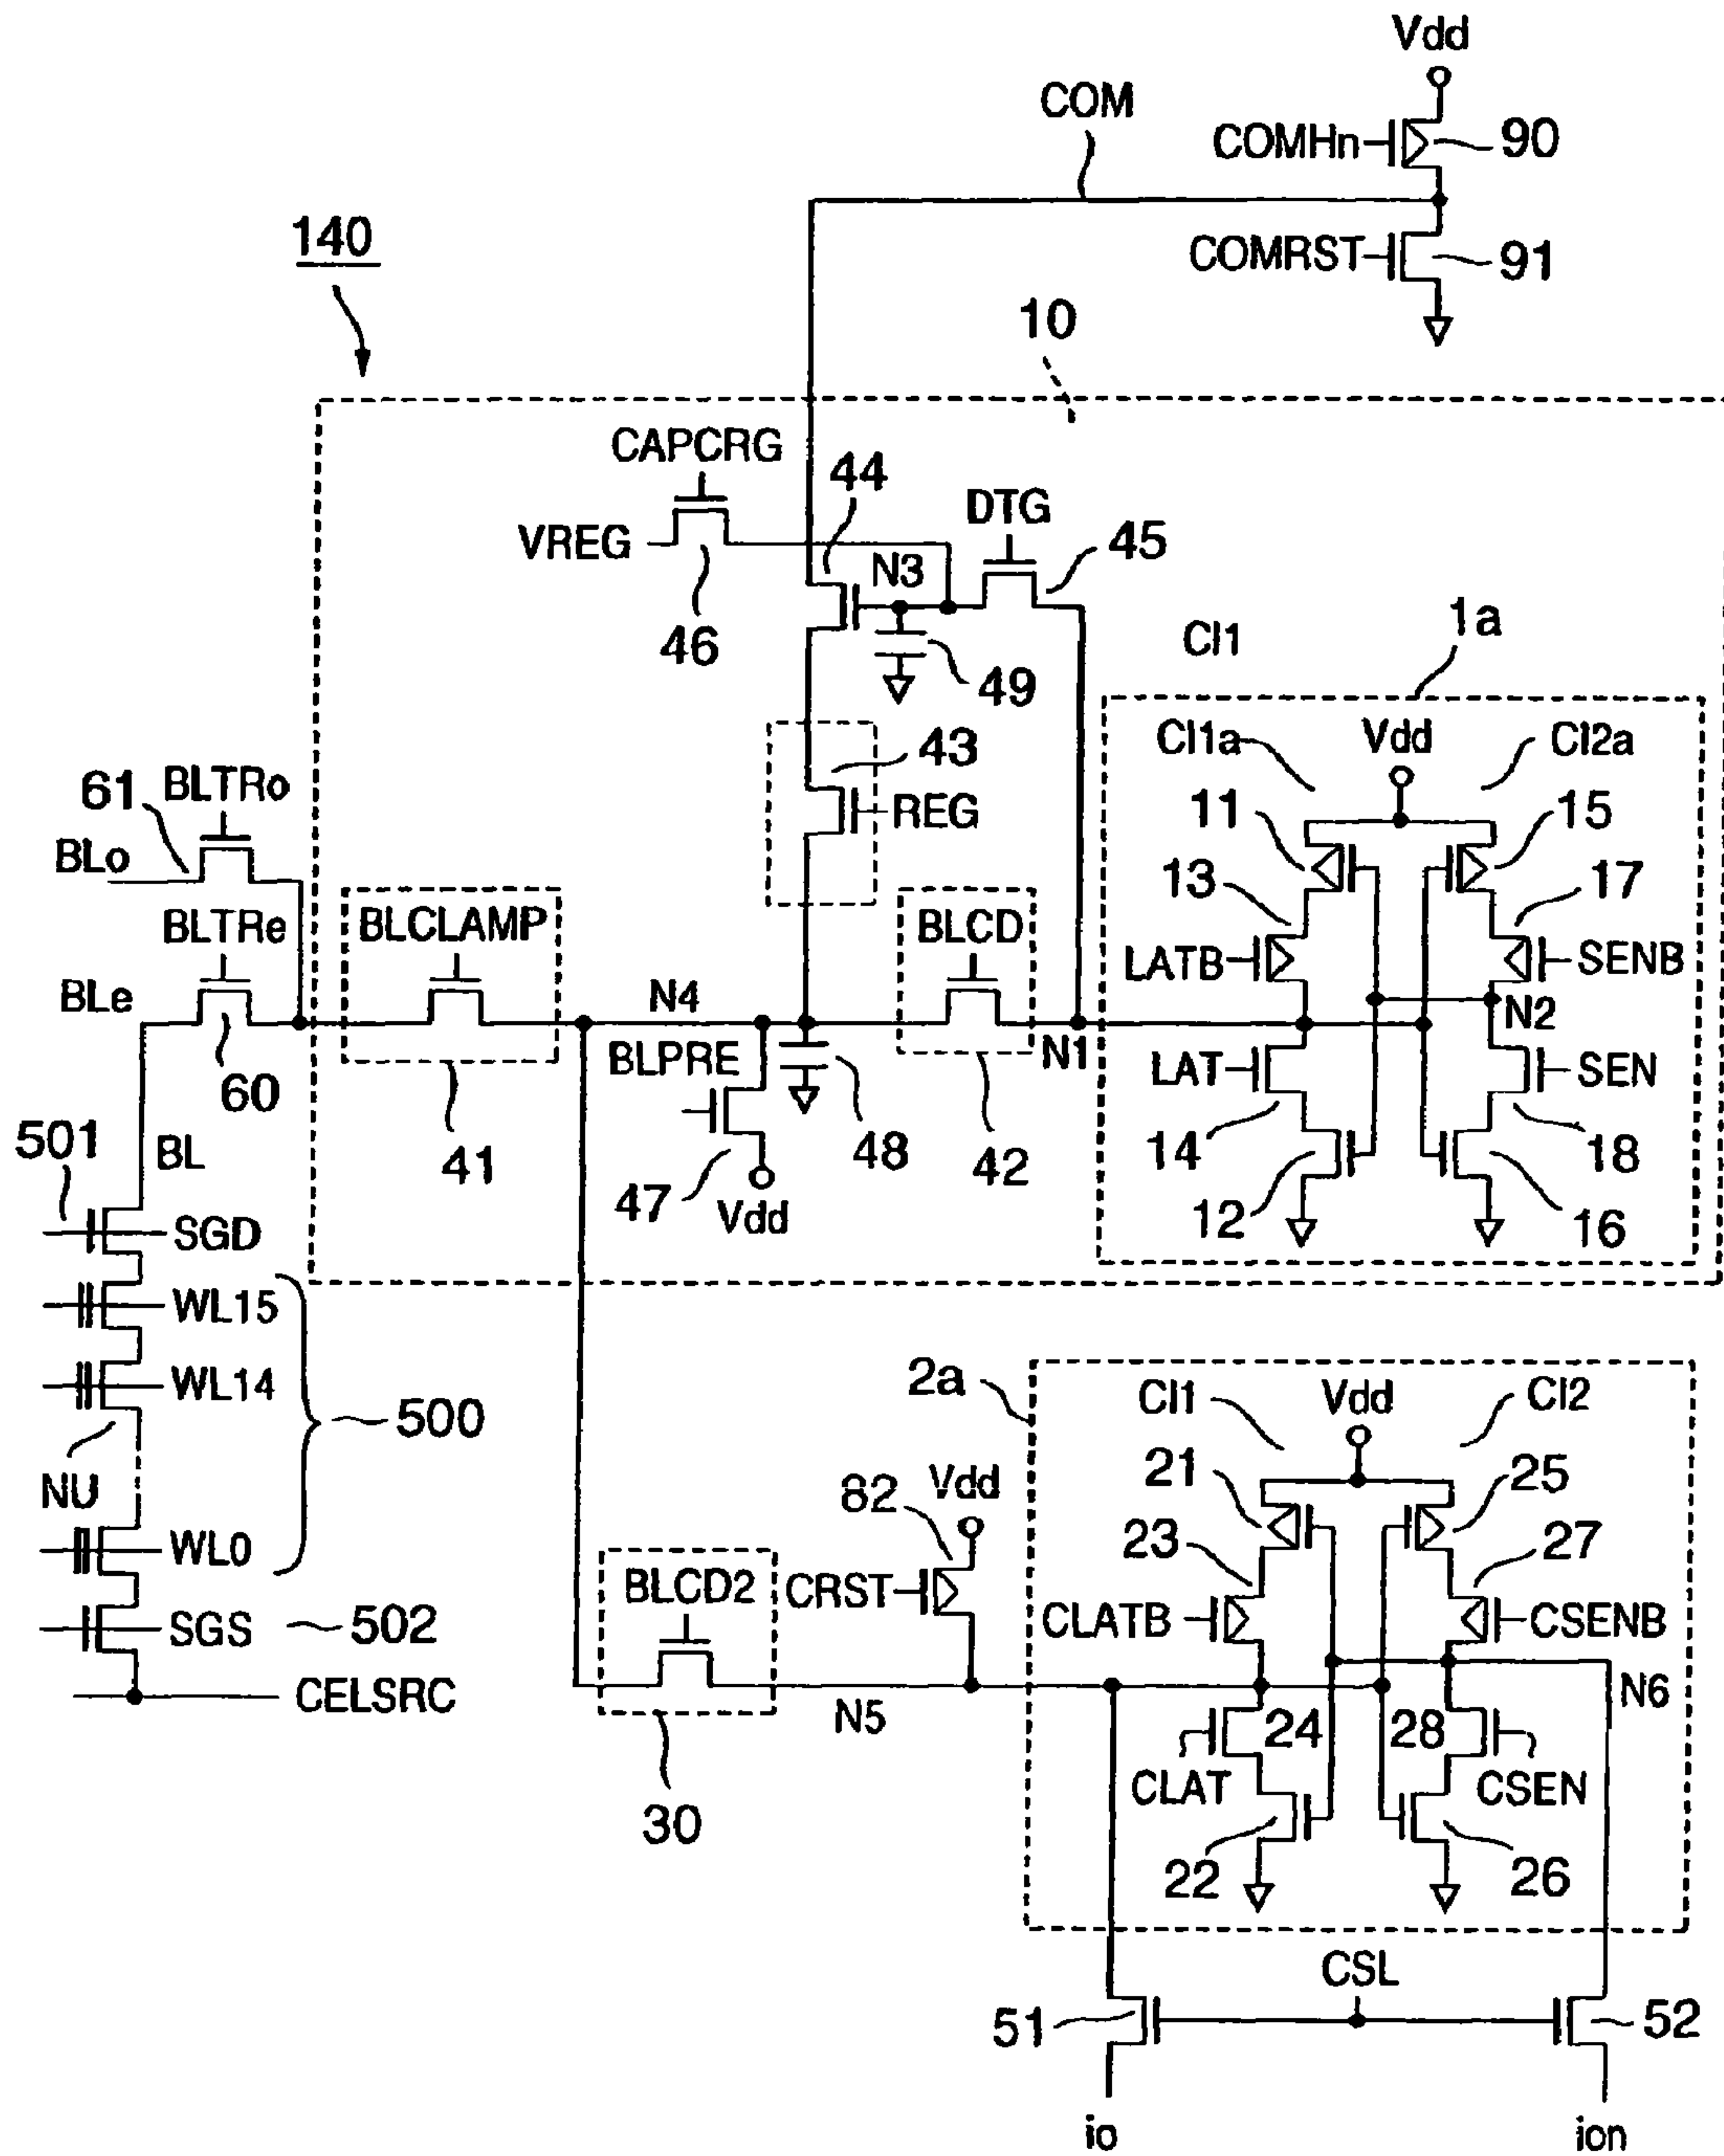 Vdd
COM
COMHn
90
140
COMRST
91
10
CAPCRG
44
DTG
45
VREG
N3
46
49
CI1
1a
43
CI1a
Vdd
CI2a
REG
11
15
61
BLTRo
BLo
13
17
BLTRe
BLCLAMP
BLCD
LATB
SENB
BLe
N4
N2
BLPRE
N1
LAT
SEN
60
501
BL
41
48
42
14
18
47
Vdd
12
16
SGD
WL15
WL14
500
NU
WL0
SGS
502
CELSRC
2a
CI1
Vdd
CI2
21
25
82
Vdd
23
27
BLCD2
CRST
CLATB
CSENB
N5
N6
24
28
CLAT
CSEN
30
22
26
CSL
51
52
io
ion